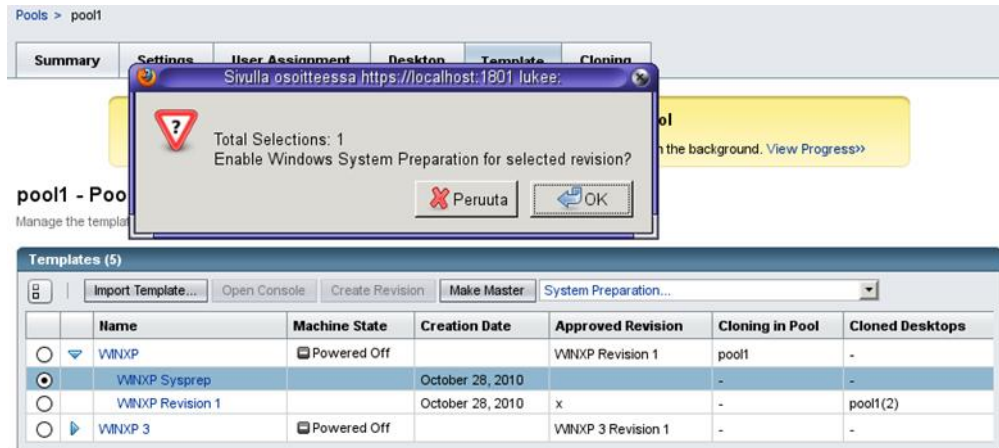 Pools > pool1
Summary Settings User Assignment Desktop Template Cloning
Sivulla osoitteessa https://localhost:1801 lukee:
Total Selections: 1
Enable Windows System Preparation for selected revision?
Peruuta OK
ol
the background. View Progress»
pool1 - Poo
Manage the templa
Templates (5)
Import Template... Open Console Create Revision Make Master System Preparation...
Name Machine State Creation Date Approved Revision Cloning in Pool Cloned Desktops
WINXP Powered Off WINXP Revision 1 pool1 -
WINXP Sysprep October 28, 2010 - -
WINXP Revision 1 October 28, 2010 x - pool1(2)
WINXP 3 Powered Off WINXP 3 Revision 1 - -